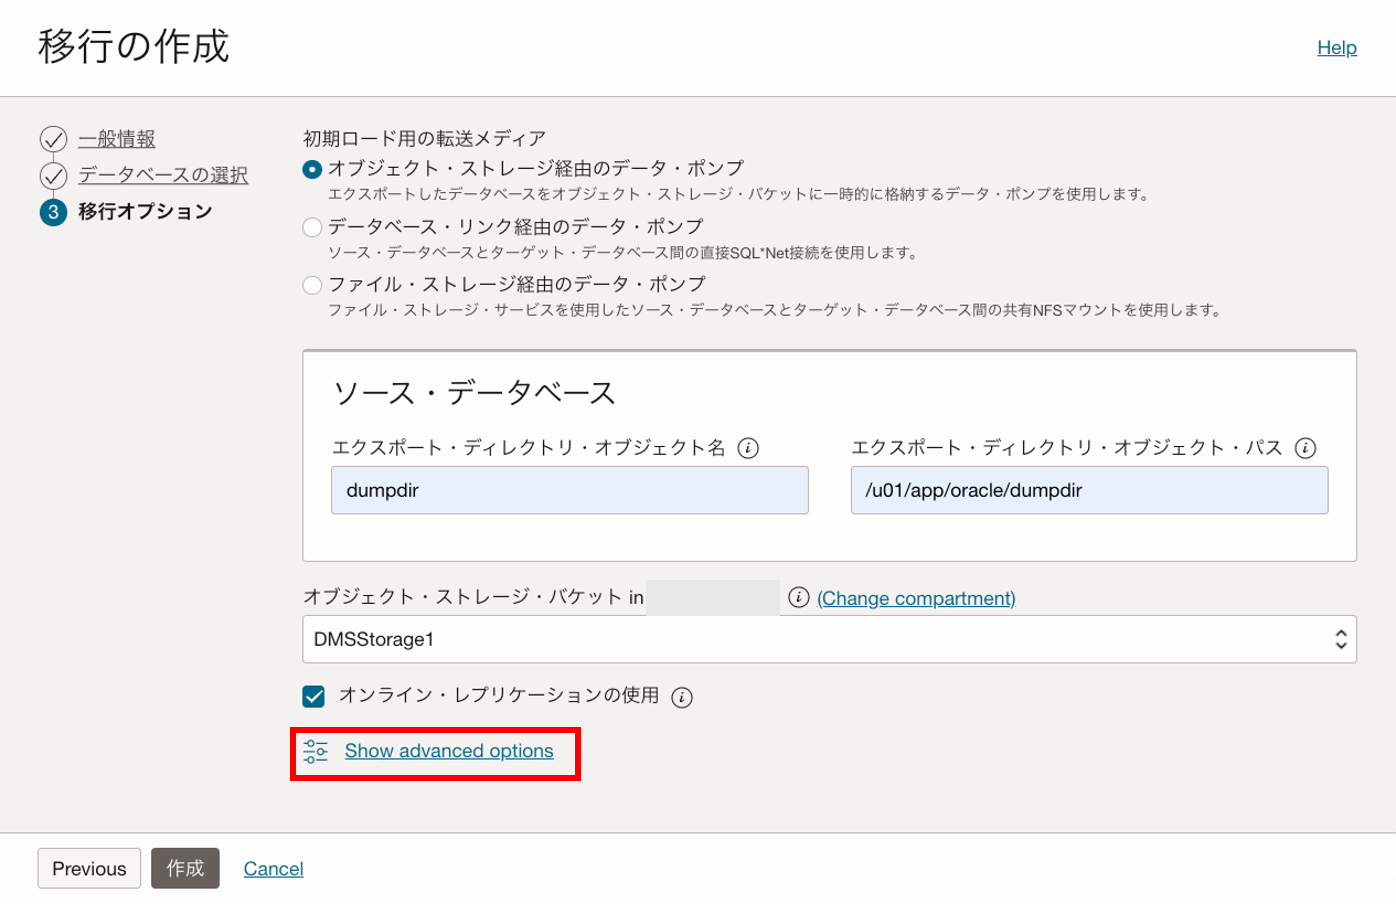 移行の作成
Help
一般情報
データベースの選択
3 移行オプション
初期ロード用の転送メディア
オブジェクト・ストレージ経由のデータ・ポンプ
エクスポートしたデータベースをオブジェクト・ストレージ・バケットに一時的に格納するデータ・ポンプを使用します。
データベース・リンク経由のデータ・ポンプ
ソース・データベースとターゲット・データベース間の直接SQL*Net接続を使用します。
ファイル・ストレージ経由のデータ・ポンプ
ファイル・ストレージ・サービスを使用したソース・データベースとターゲット・データベース間の共有NFSマウントを使用します。
ソース・データベース
エクスポート・ディレクトリ・オブジェクト名 i
dumpdir
エクスポート・ディレクトリ・オブジェクト・パス i
/u01/app/oracle/dumpdir
オブジェクト・ストレージ・バケット in i (Change compartment)
DMSStorage1
オンライン・レプリケーションの使用 i
Show advanced options
Previous 作成 Cancel